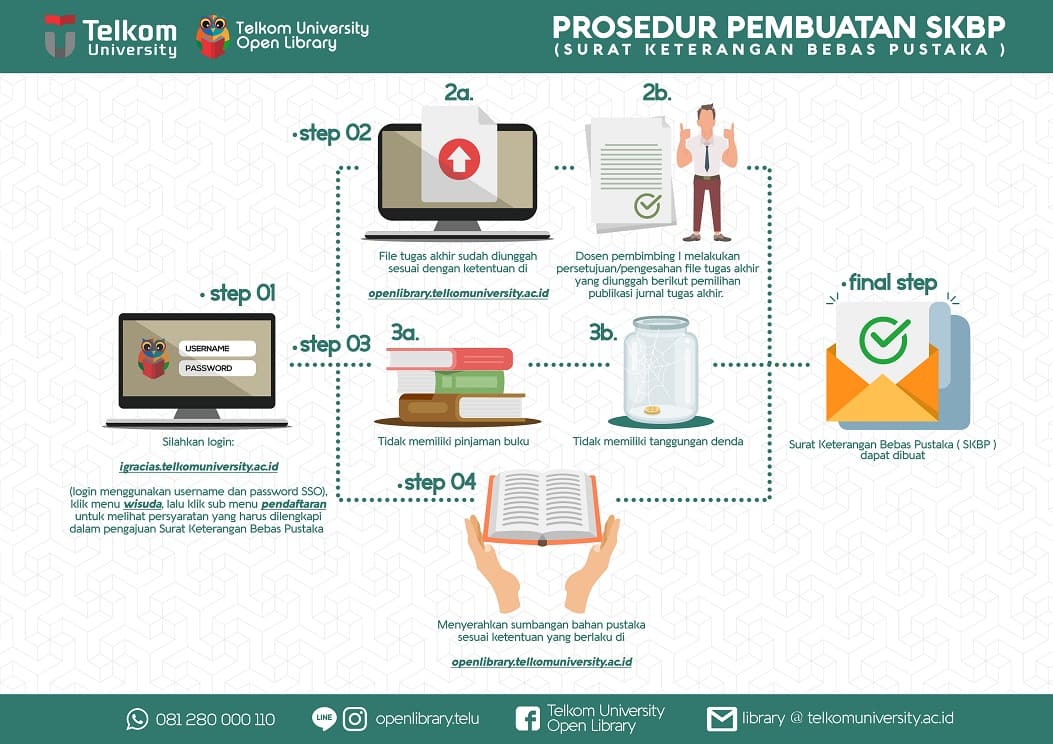 Telkom
University
Telkom University
Open Library
PROSEDUR PEMBUATAN SKBP
(SURAT KETERANGAN BEBAS PUSTAKA )
• step 01
USERNAME
PASSWORD
Silahkan login:
igracias.telkomuniversity.ac.id
(login menggunakan username dan password SSO),
klik menu wisuda, lalu klik sub menu pendaftaran
untuk melihat persyaratan yang harus dilengkapi
dalam pengajuan Surat Keterangan Bebas Pustaka
•step 02
2a.
File tugas akhir sudah diunggah
sesuai dengan ketentuan di
openlibrary.telkomuniversity.ac.id
2b.
Dosen pembimbing I melakukan
persetujuan/pengesahan file tugas akhir
yang diunggah berikut pemilihan
publikasi jurnal tugas akhir.
•step 03
3a.
Tidak memiliki pinjaman buku
3b.
Tidak memiliki tanggungan denda
•step 04
Menyerahkan sumbangan bahan pustaka
sesuai ketentuan yang berlaku di
openlibrary.telkomuniversity.ac.id
•final step
Surat Keterangan Bebas Pustaka ( SKBP )
dapat dibuat
081 280 000 110
LINE
openlibrary.telu
Telkom University
Open Library
library @ telkomuniversity.ac.id